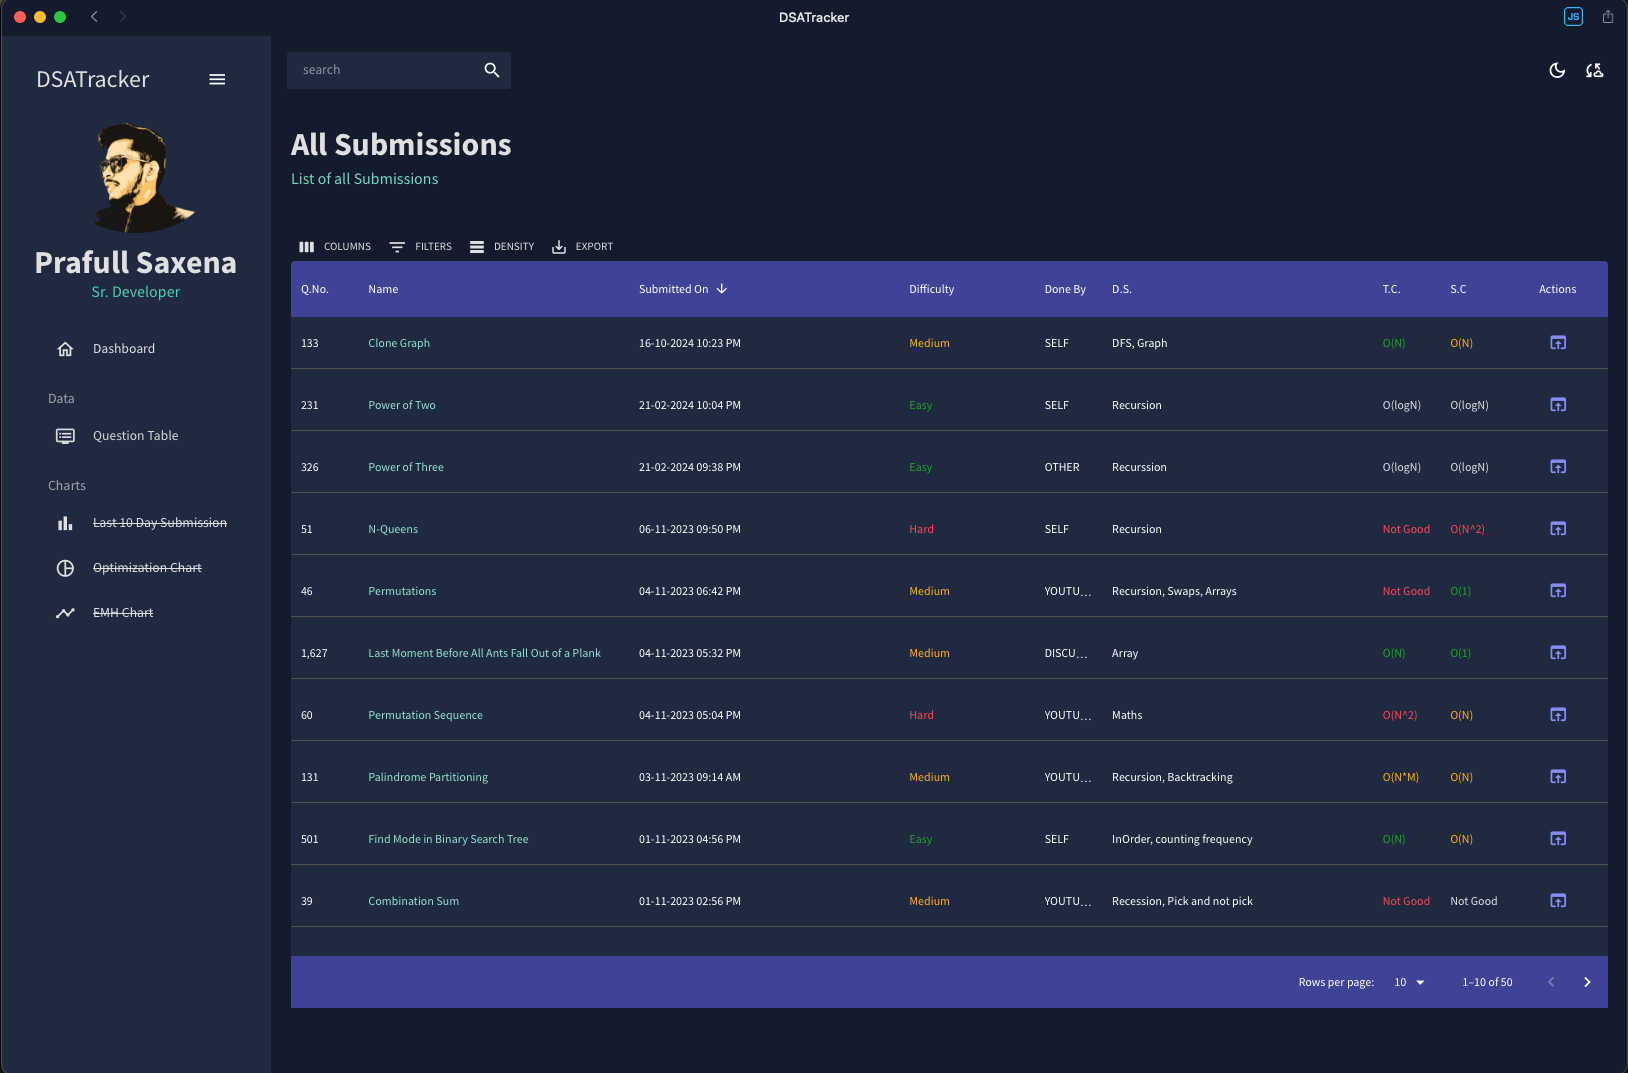 DSATracker
JS
DSATracker
search
All Submissions
List of all Submissions
Prafull Saxena
Sr. Developer
Dashboard
Data
Question Table
Charts
Last 10 Day Submission
Optimization Chart
EMH Chart
COLUMNS FILTERS DENSITY EXPORT
Q.No. Name Submitted On Difficulty Done By D.S. T.C. S.C Actions
133 Clone Graph 16-10-2024 10:23 PM Medium SELF DFS, Graph O(N) O(N)
231 Power of Two 21-02-2024 10:04 PM Easy SELF Recursion O(logN) O(logN)
326 Power of Three 21-02-2024 09:38 PM Easy OTHER Recurssion O(logN) O(logN)
51 N-Queens 06-11-2023 09:50 PM Hard SELF Recursion Not Good O(N^2)
46 Permutations 04-11-2023 06:42 PM Medium YOUTU... Recursion, Swaps, Arrays Not Good O(1)
1,627 Last Moment Before All Ants Fall Out of a Plank 04-11-2023 05:32 PM Medium DISCU... Array O(N) O(1)
60 Permutation Sequence 04-11-2023 05:04 PM Hard YOUTU... Maths O(N^2) O(N)
131 Palindrome Partitioning 03-11-2023 09:14 AM Medium YOUTU... Recursion, Backtracking O(N*M) O(N)
501 Find Mode in Binary Search Tree 01-11-2023 04:56 PM Easy SELF InOrder, counting frequency O(N) O(N)
39 Combination Sum 01-11-2023 02:56 PM Medium YOUTU... Recession, Pick and not pick Not Good Not Good
Rows per page: 10 1–10 of 50